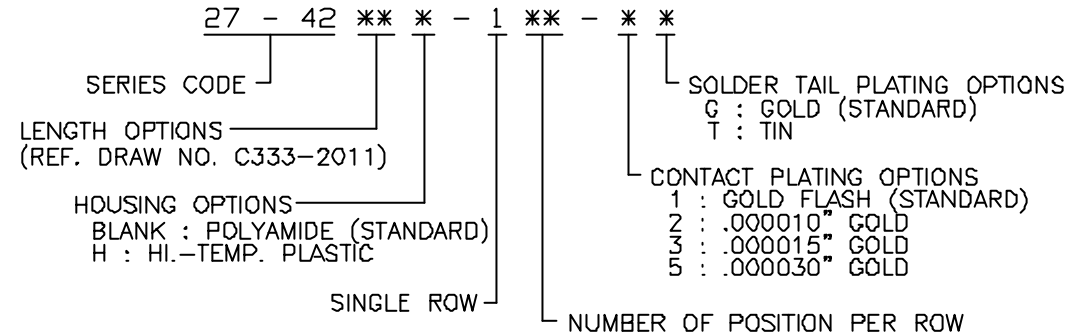 27 - 42 ** * - 1 ** - * *
SERIES CODE
SOLDER TAIL PLATING OPTIONS
G : GOLD (STANDARD)
T : TIN
LENGTH OPTIONS
(REF. DRAW NO. C333-2011)
CONTACT PLATING OPTIONS
1 : GOLD FLASH (STANDARD)
2 : .000010" GOLD
3 : .000015" GOLD
5 : .000030" GOLD
HOUSING OPTIONS
BLANK : POLYAMIDE (STANDARD)
H : HI.-TEMP. PLASTIC
SINGLE ROW
NUMBER OF POSITION PER ROW